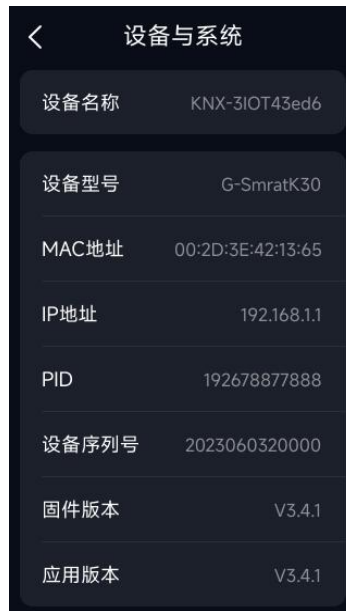 设备与系统
设备名称 KNX-3IOT43ed6
设备型号 G-SmratK30
MAC地址 00:2D:3E:42:13:65
IP地址 192.168.1.1
PID 192678877888
设备序列号 2023060320000
固件版本 V3.4.1
应用版本 V3.4.1